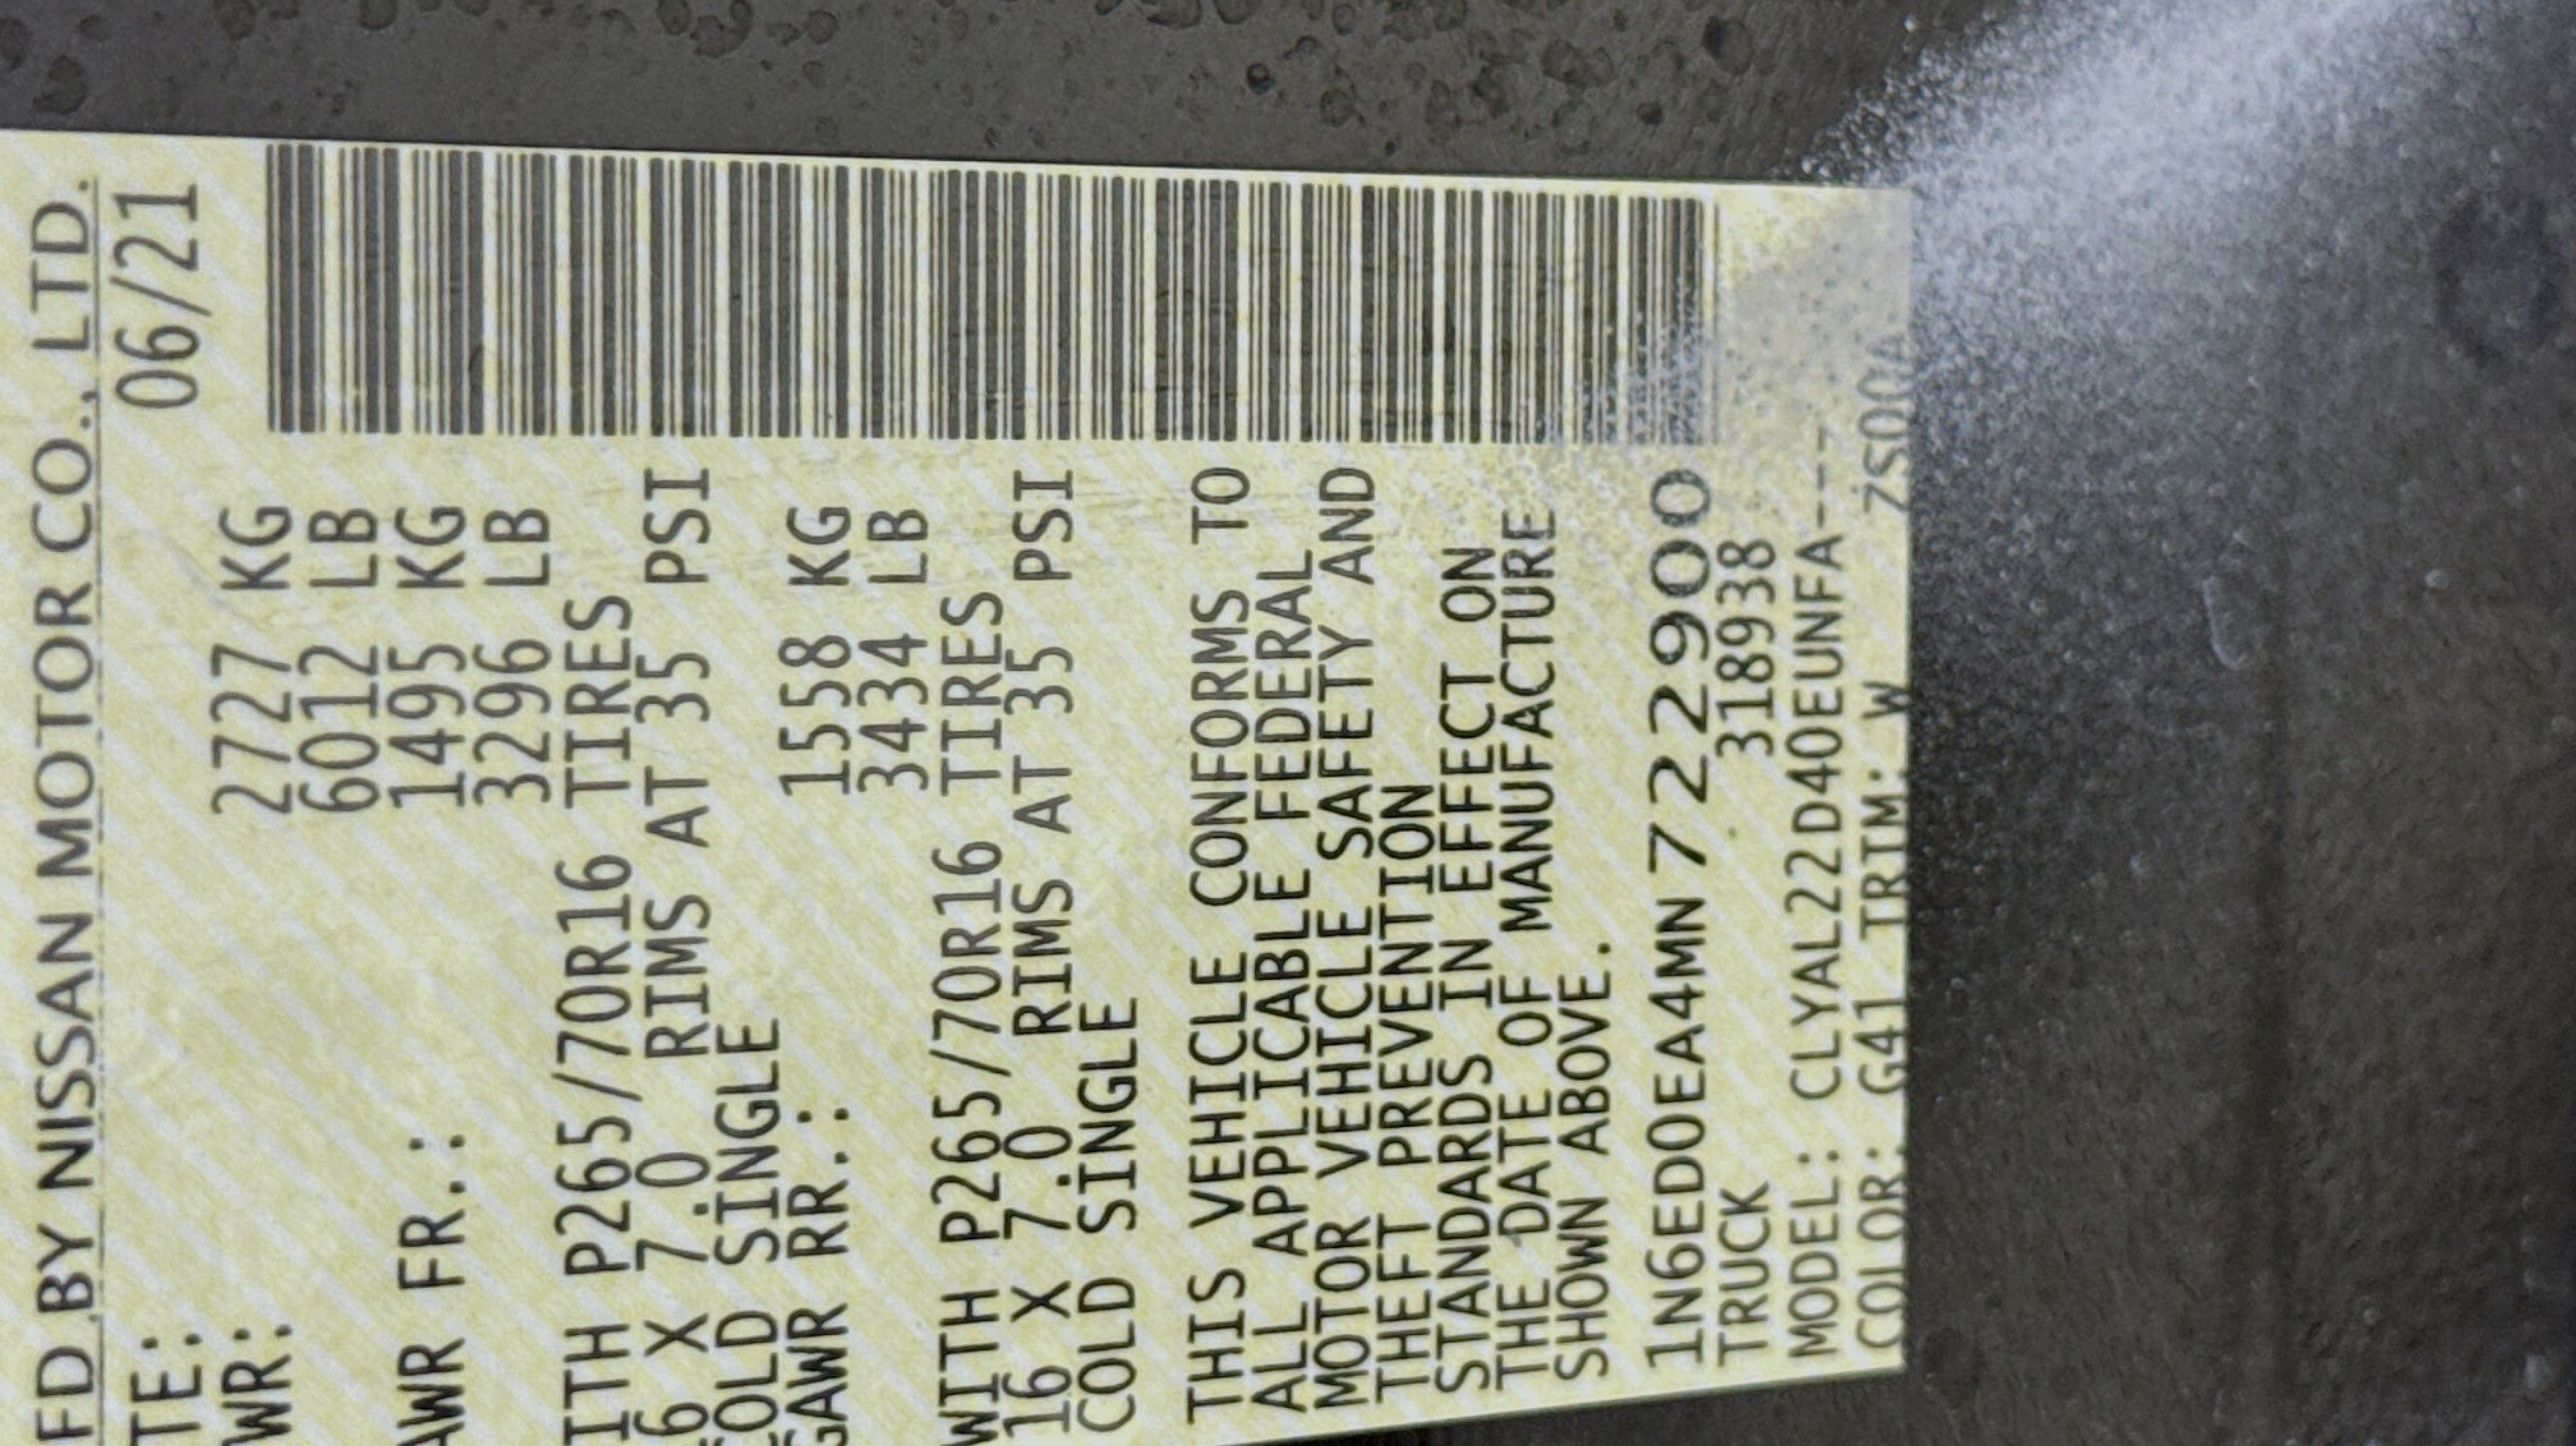 FD BY NISSAN MOTOR CO., LTD.
TE: 06/21
WR: 2727 KG
6012 LB
AWR FR.: 1495 KG
3296 LB
ITH P265/70R16 TIRES
6 X 7.0 RIMS AT 35 PSI
COLD SINGLE
GAWR RR.: 1558 KG
3434 LB
WITH P265/70R16 TIRES
16 X 7.0 RIMS AT 35 PSI
COLD SINGLE
THIS VEHICLE CONFORMS TO
ALL APPLICABLE FEDERAL
MOTOR VEHICLE SAFETY AND
THEFT PREVENTION
STANDARDS IN EFFECT ON
THE DATE OF MANUFACTURE
SHOWN ABOVE.
1N6ED0EA4MN722900
TRUCK 3189938
MODEL: CLYAL22D40EUNFA----
COLOR: G41 TRIM: W